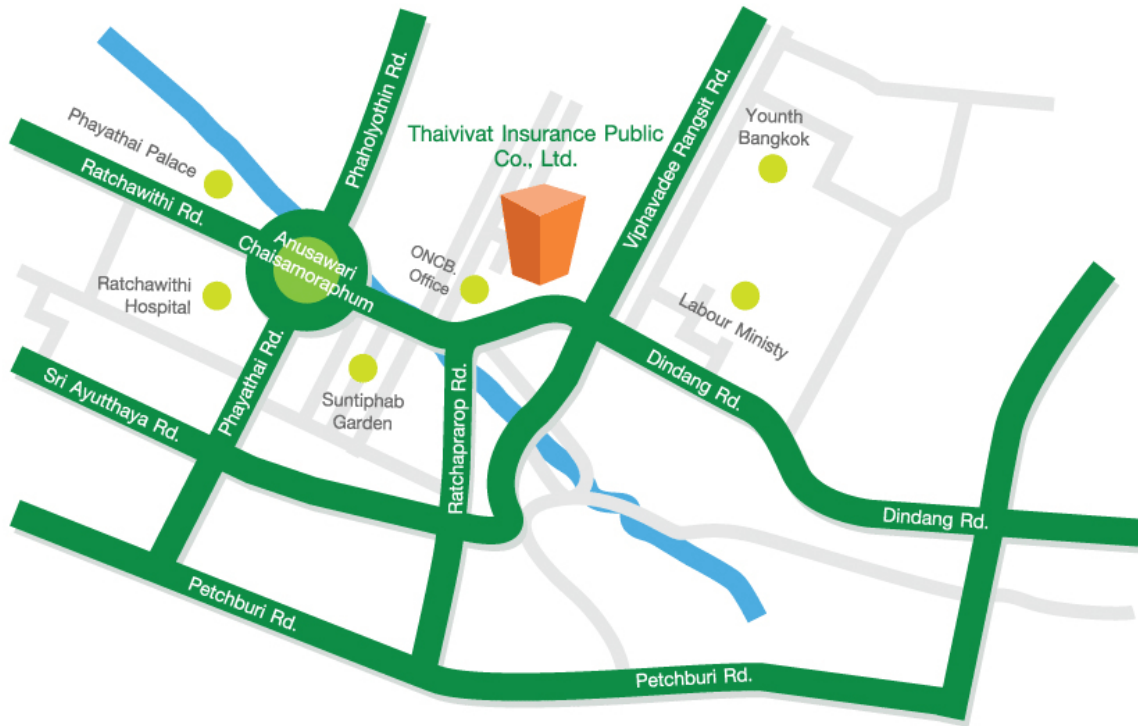 Phaholyothin Rd.
Viphavadee Rangsit Rd.
Phayathai Palace
Thaivivat Insurance Public
Co., Ltd.
Younth
Bangkok
Ratchawithi Rd.
Anusawari
Chaisamoraphum
ONCB.
Office
Ratchawithi
Hospital
Labour Ministy
Phayathai Rd.
Sri Ayutthaya Rd.
Suntiphab
Garden
Ratchaprarop Rd.
Dindang Rd.
Dindang Rd.
Petchburi Rd.
Petchburi Rd.